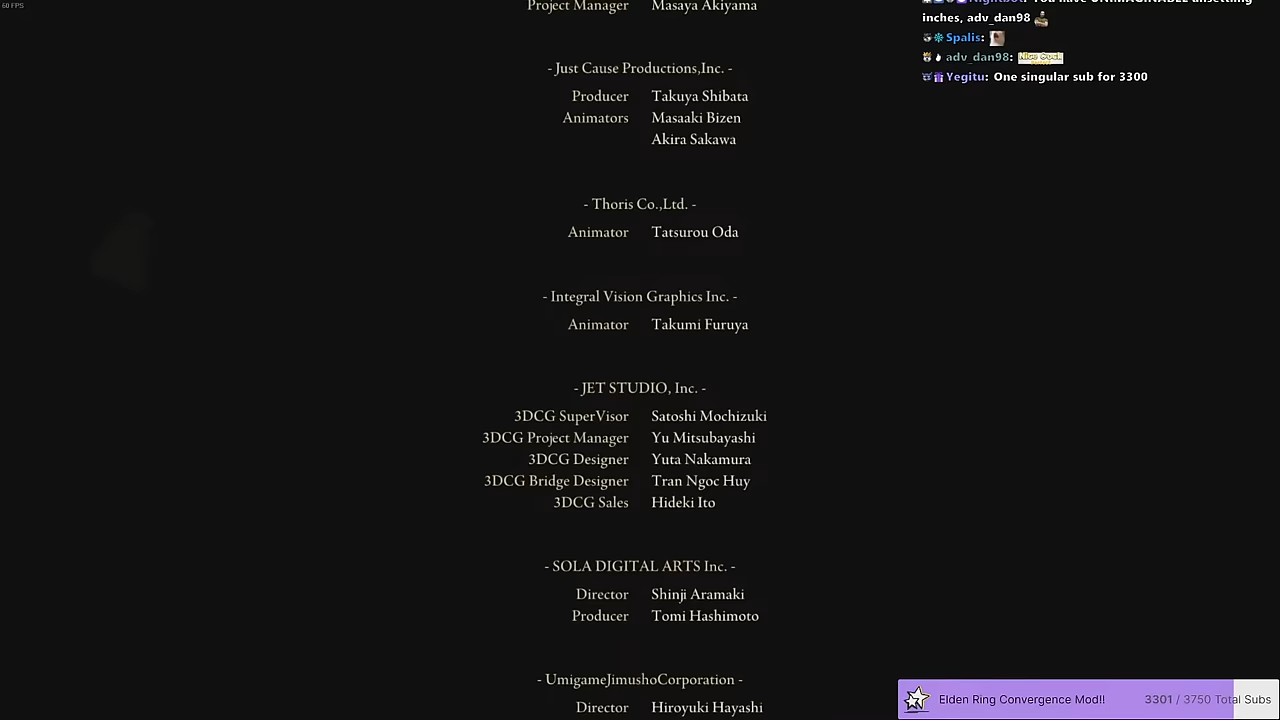 60 FPS
Project Manager Masaya Akiyama
- Just Cause Productions,Inc. -
Producer Takuya Shibata
Animators Masaaki Bizen
Akira Sakawa
- Thoris Co.,Ltd. -
Animator Tatsurou Oda
- Integral Vision Graphics Inc. -
Animator Takumi Furuya
- JET STUDIO, Inc. -
3DCG SuperVisor Satoshi Mochizuki
3DCG Project Manager Yu Mitsubayashi
3DCG Designer Yuta Nakamura
3DCG Bridge Designer Tran Ngoc Huy
3DCG Sales Hideki Ito
- SOLA DIGITAL ARTS Inc. -
Director Shinji Aramaki
Producer Tomi Hashimoto
- UmigameJimushoCorporation -
Director Hiroyuki Hayashi
inches, adv_dan98
Spalis:
adv_dan98:
Yegitu: One singular sub for 3300
Elden Ring Convergence Mod!! 3301 / 3750 Total Subs